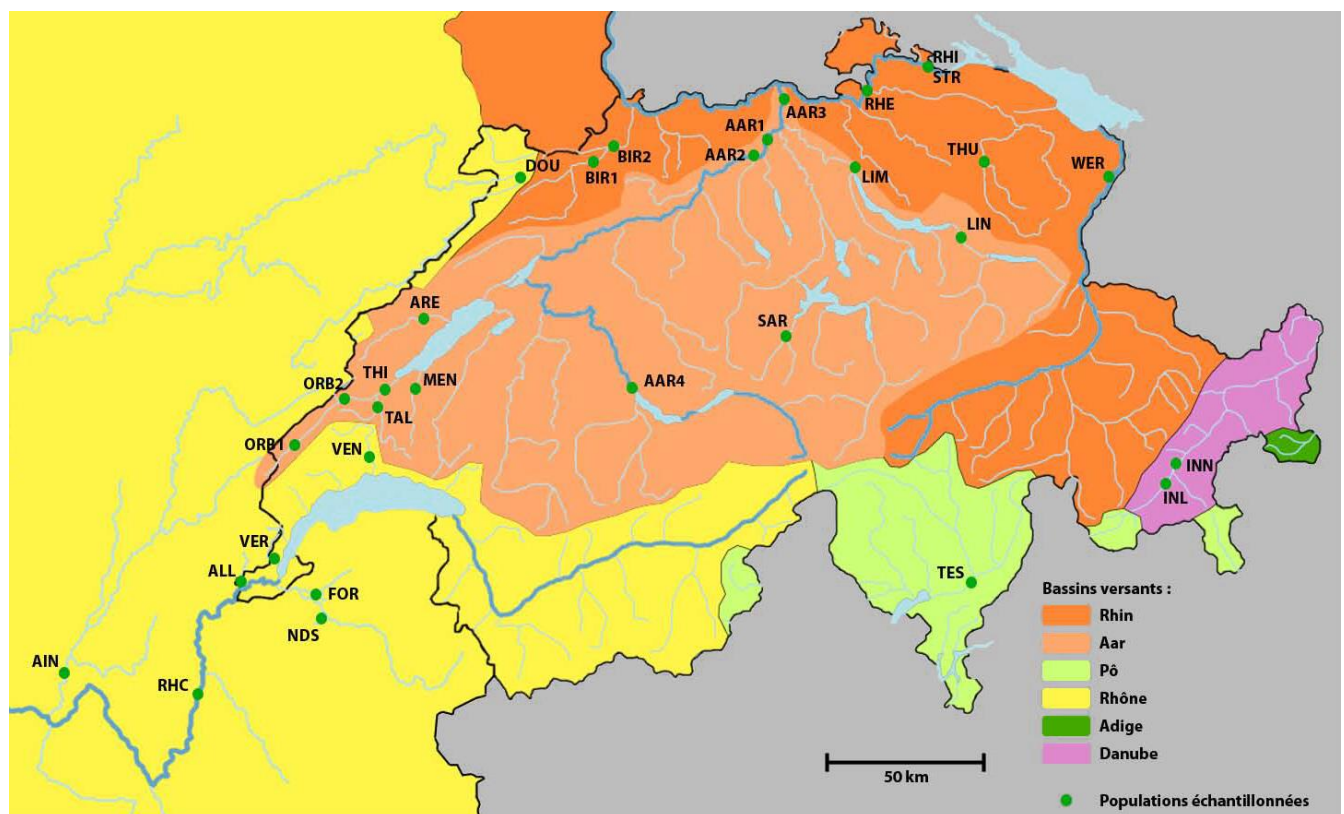 RHI
STR
RHE
AAR3
AAR1
AAR2
BIR2
BIR1
DOU
LIM
THU
WER
LIN
ARE
SAR
THI
ORB2
MEN
TAL
AAR4
ORB1
VEN
INN
INL
VER
ALL
FOR
NDS
TES
AIN
RHC
Bassins versants :
Rhin
Aar
Pô
Rhône
Adige
Danube
50 km
Populations échantillonnées